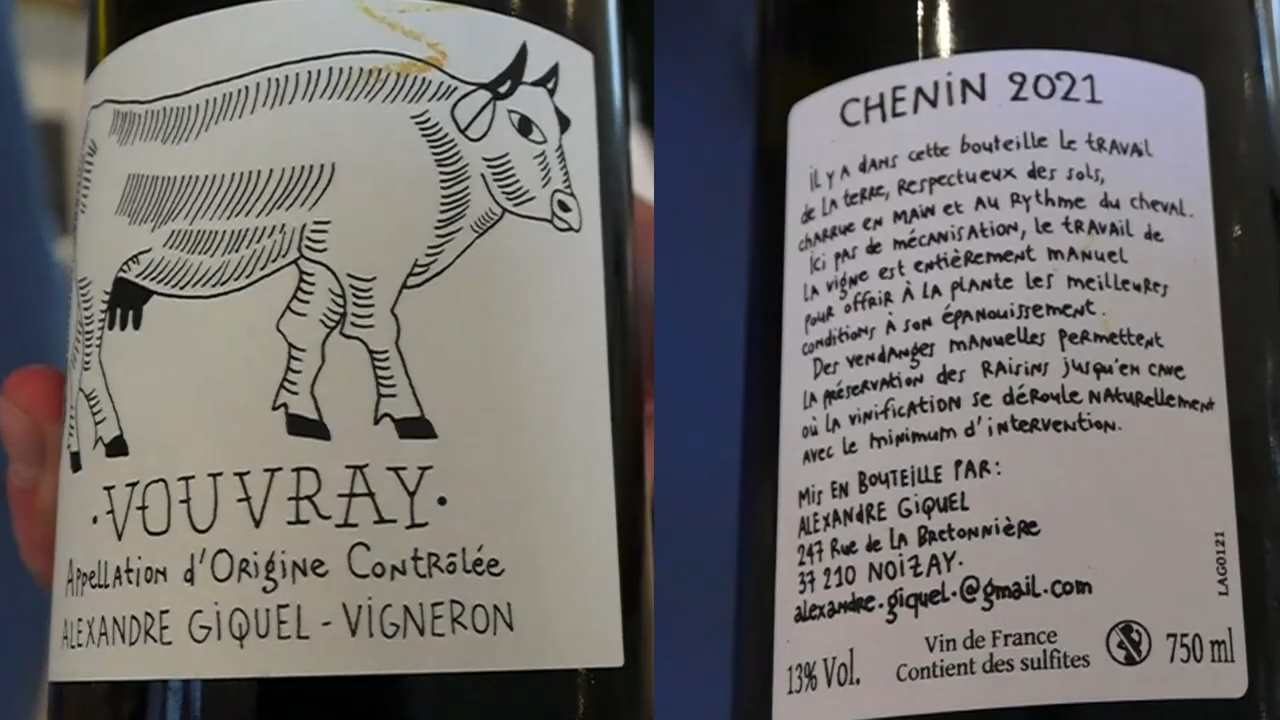 ·VOUVRAY·
Appellation d'Origine Contrôlée
ALEXANDRE GIQUEL - VIGNERON
CHENIN 2021
il y a dans cette bouteille le travail
de la terre, respectueux des sols,
charrue en main et au rythme du cheval.
Ici pas de mécanisation, le travail de
la vigne est entièrement manuel
pour offrir à la plante les meilleures
conditions à son épanouissement.
Des vendanges manuelles permettent
la préservation des raisins jusqu'en cave
où la vinification se déroule naturellement
avec le minimum d'intervention.
Mis EN BOUTEILLE PAR:
ALEXANDRE GIQUEL
247 Rue de La Bretonnière
37 210 NOIZAY.
alexandre.giquel.@gmail.com
13% Vol.
Vin de France
Contient des sulfites
750 ml
LAG0121